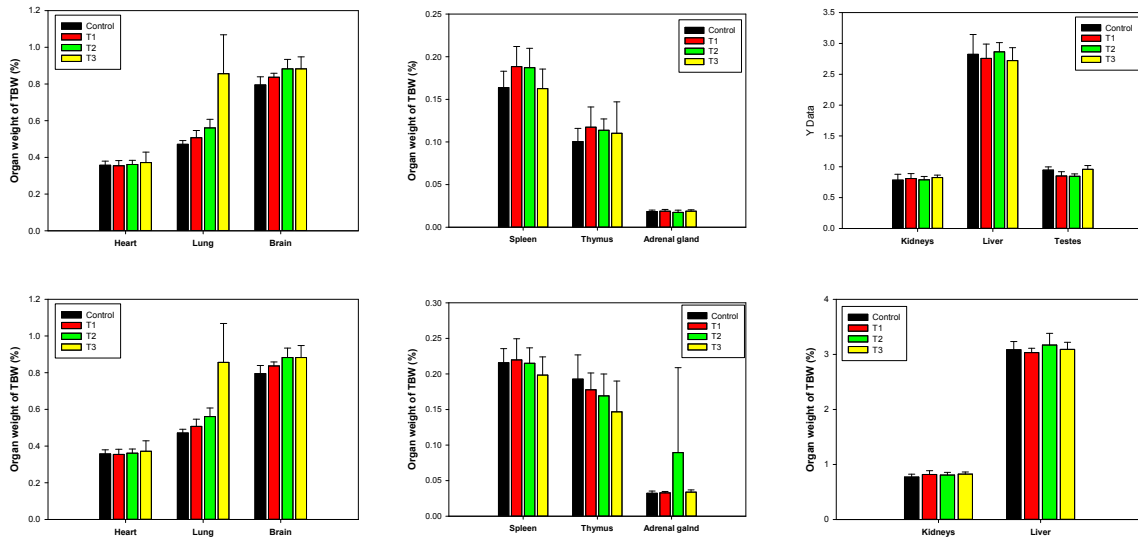 Organ weight of TBW (%)
1.2
1.0
0.8
0.6
0.4
0.2
0.0
Control
T1
T2
T3
Heart Lung Brain
Organ weight of TBW (%)
0.25
0.20
0.15
0.10
0.05
0.00
Control
T1
T2
T3
Spleen Thymus Adrenal gland
Y Data
3.5
3.0
2.5
2.0
1.5
1.0
0.5
0.0
Control
T1
T2
T3
Kidneys Liver Testes
Organ weight of TBW (%)
1.2
1.0
0.8
0.6
0.4
0.2
0.0
Control
T1
T2
T3
Heart Lung Brain
Organ weight of TBW (%)
0.30
0.25
0.20
0.15
0.10
0.05
0.00
Control
T1
T2
T3
Spleen Thymus Adrenal galnd
Organ weight of TBW (%)
4
3
2
1
0
Control
T1
T2
T3
Kidneys Liver